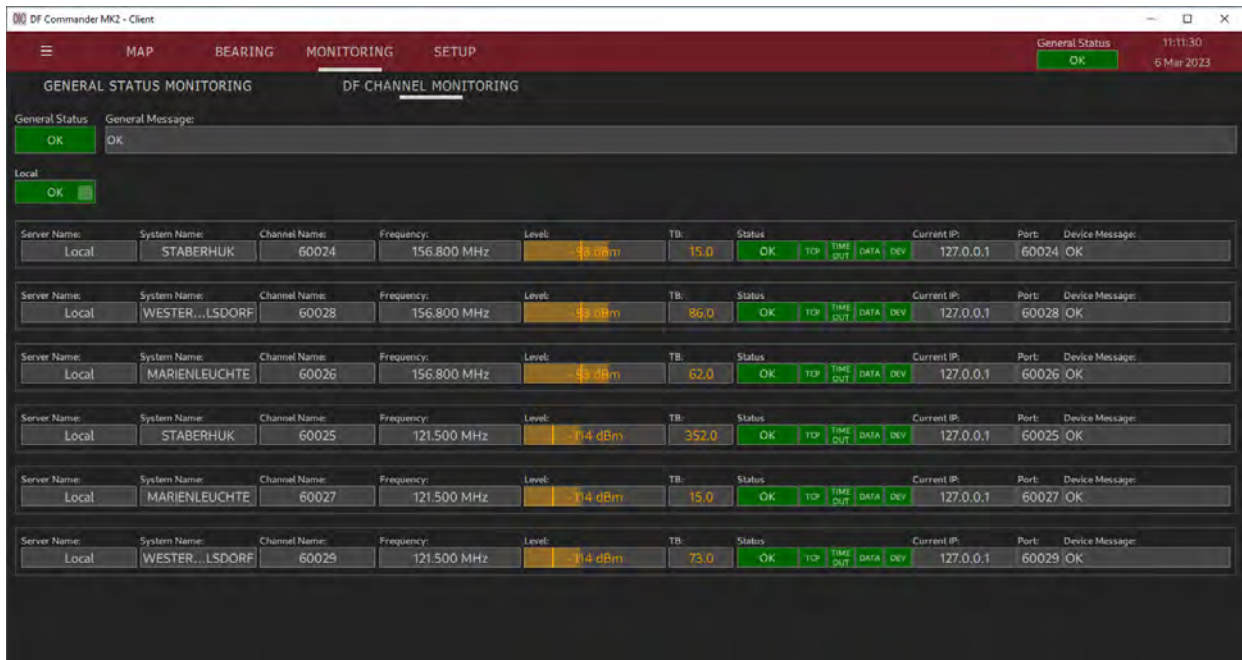 DF Commander MK2 - Client
MAP BEARING MONITORING SETUP General Status OK 11:11:30 6 Mar 2023
GENERAL STATUS MONITORING DF CHANNEL MONITORING
General Status General Message:
OK OK
Local
OK
Server Name: System Name: Channel Name: Frequency: Level: TB: Status Current IP: Port: Device Message:
Local STABERHUK 60024 156.800 MHz -93 dBm 15.0 OK TCP TIME OUT DATA DEV 127.0.0.1 60024 OK
Server Name: System Name: Channel Name: Frequency: Level: TB: Status Current IP: Port: Device Message:
Local WESTER...LSDORF 60028 156.800 MHz -93 dBm 86.0 OK TCP TIME OUT DATA DEV 127.0.0.1 60028 OK
Server Name: System Name: Channel Name: Frequency: Level: TB: Status Current IP: Port: Device Message:
Local MARIENLEUCHTE 60026 156.800 MHz -93 dBm 62.0 OK TCP TIME OUT DATA DEV 127.0.0.1 60026 OK
Server Name: System Name: Channel Name: Frequency: Level: TB: Status Current IP: Port: Device Message:
Local STABERHUK 60025 121.500 MHz -114 dBm 352.0 OK TCP TIME OUT DATA DEV 127.0.0.1 60025 OK
Server Name: System Name: Channel Name: Frequency: Level: TB: Status Current IP: Port: Device Message:
Local MARIENLEUCHTE 60027 121.500 MHz -114 dBm 15.0 OK TCP TIME OUT DATA DEV 127.0.0.1 60027 OK
Server Name: System Name: Channel Name: Frequency: Level: TB: Status Current IP: Port: Device Message:
Local WESTER...LSDORF 60029 121.500 MHz -114 dBm 73.0 OK TCP TIME OUT DATA DEV 127.0.0.1 60029 OK